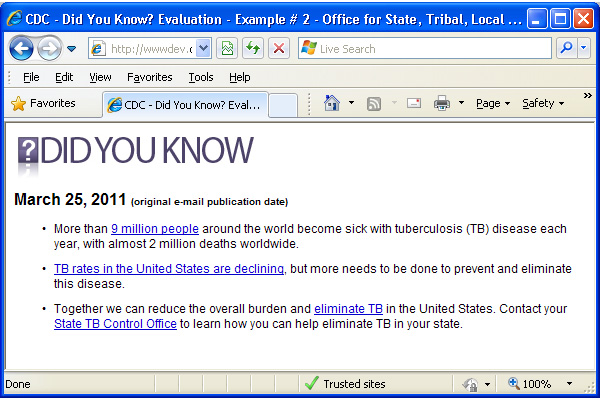 CDC - Did You Know? Evaluation - Example # 2 - Office for State, Tribal, Local ...
http://wwwdev.c
Live Search
File Edit View Favorites Tools Help
Favorites CDC - Did You Know? Eval... Page Safety »
?DID YOU KNOW
March 25, 2011 (original e-mail publication date)
• More than 9 million people around the world become sick with tuberculosis (TB) disease each
year, with almost 2 million deaths worldwide.
• TB rates in the United States are declining, but more needs to be done to prevent and eliminate
this disease.
• Together we can reduce the overall burden and eliminate TB in the United States. Contact your
State TB Control Office to learn how you can help eliminate TB in your state.
Done Trusted sites 100%